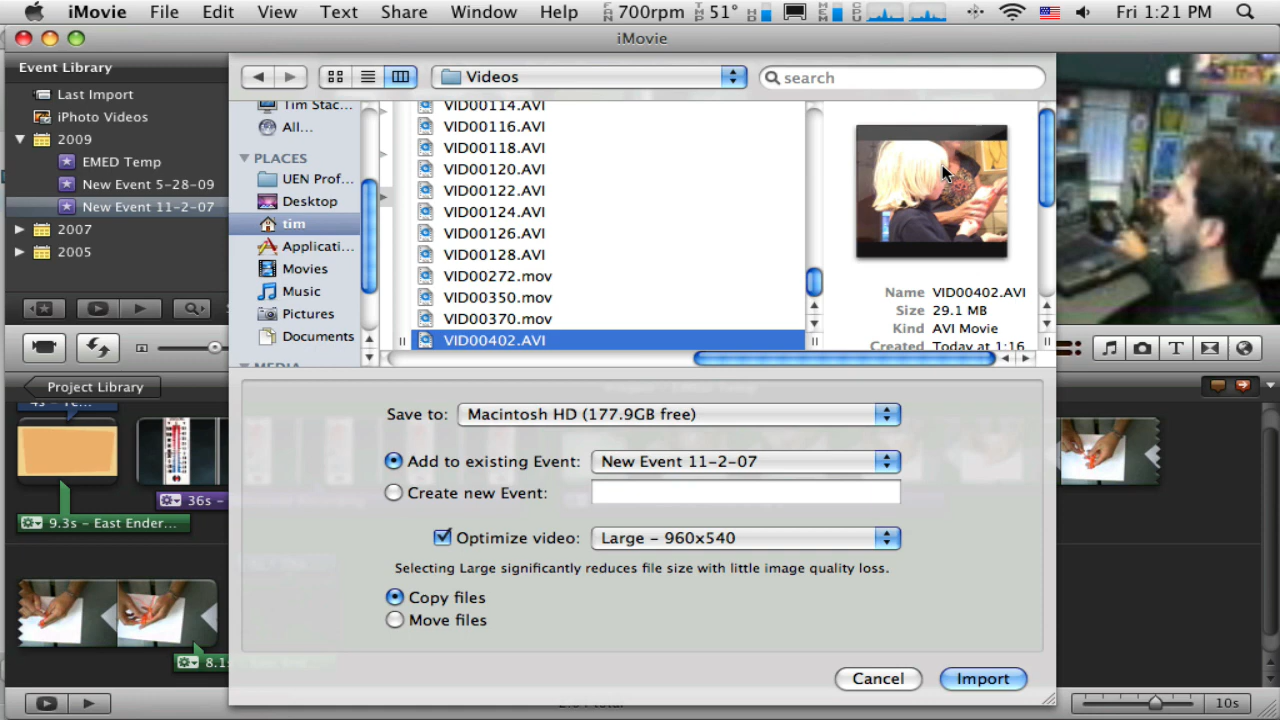 iMovie File Edit View Text Share Window Help 700rpm 51° Fri 1:21 PM
iMovie
Event Library
Last Import
iPhoto Videos
2009
EMED Temp
New Event 5-28-09
New Event 11-2-07
2007
2005
Videos
search
Tim Stac...
All...
PLACES
UEN Prof...
Desktop
tim
Applicati...
Movies
Music
Pictures
Documents
MEDIA
VID00114.AVI
VID00116.AVI
VID00118.AVI
VID00120.AVI
VID00122.AVI
VID00124.AVI
VID00126.AVI
VID00128.AVI
VID00272.mov
VID00350.mov
VID00370.mov
VID00402.AVI
Name VID00402.AVI
Size 29.1 MB
Kind AVI Movie
Created Today at 1:16
Project Library
36s –
9.3s – East Ender...
8.1
Save to: Macintosh HD (177.9GB free)
Add to existing Event: New Event 11-2-07
Create new Event:
Optimize video: Large – 960x540
Selecting Large significantly reduces file size with little image quality loss.
Copy files
Move files
Cancel Import
10s